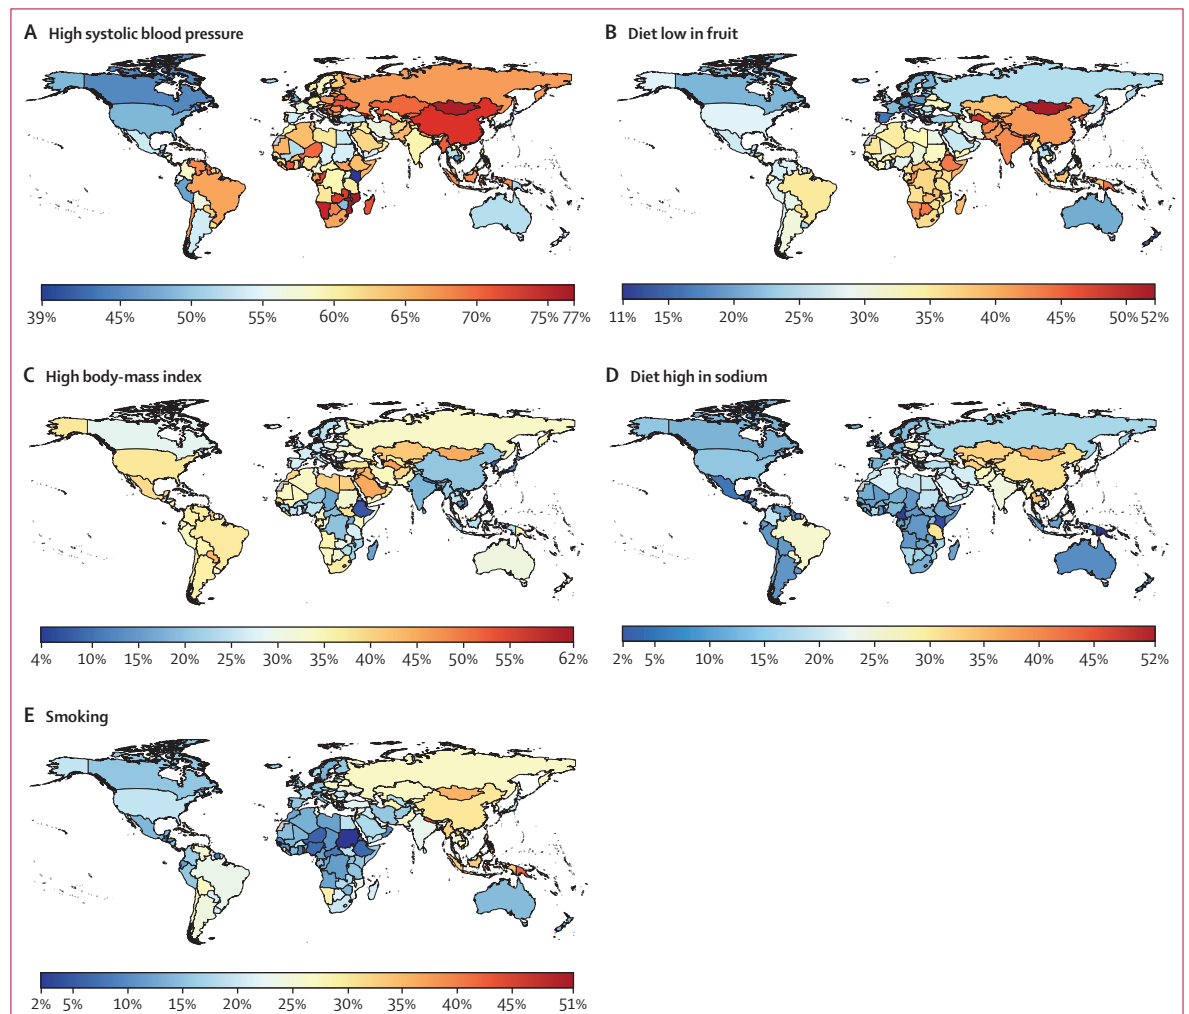 A High systolic blood pressure
B Diet low in fruit
39% 45% 50% 55% 60% 65% 70% 75% 77%
11% 15% 20% 25% 30% 35% 40% 45% 50% 52%
C High body-mass index
D Diet high in sodium
4% 10% 15% 20% 25% 30% 35% 40% 45% 50% 55% 62%
2% 5% 10% 15% 20% 25% 30% 35% 40% 45% 52%
E Smoking
2% 5% 10% 15% 20% 25% 30% 35% 40% 45% 51%